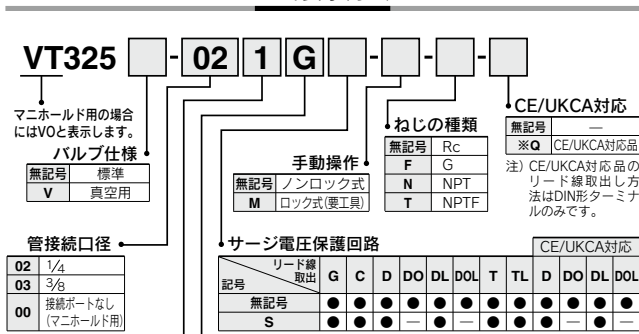 VT325 - 02 1 G - - -
マニホールド用の場合
にはVOと表示します。
バルブ仕様
無記号 標準
V 真空用
管接続口径
02 1/4
03 3/8
00 接続ポートなし
(マニホールド用)
手動操作
無記号 ノンロック式
M ロック式(要工具)
ねじの種類
無記号 Rc
F G
N NPT
T NPTF
CE/UKCA対応
無記号 —
※Q CE/UKCA対応品
注) CE/UKCA対応品の
リード線取出し方
法はDIN形ターミナ
ルのみです。
サージ電圧保護回路
CE/UKCA対応
リード線
取出
記号
G C D DO DL DOL T TL D DO DL DOL
無記号 ● ● ● ● ● ● ● ● ● ● ● ●
S ● ● ● — ● — ● ● ● — ● —